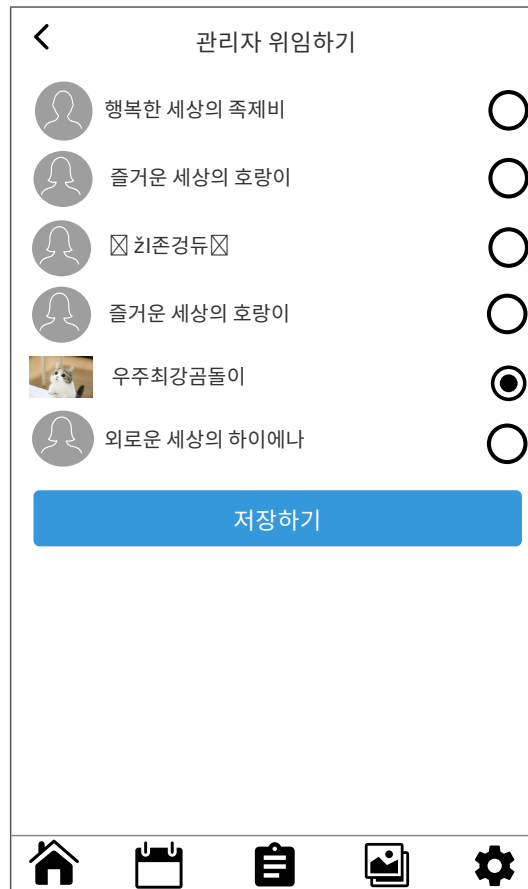 관리자 위임하기
행복한 세상의 족제비
즐거운 세상의 호랑이
žI존겅듀
즐거운 세상의 호랑이
우주최강곰돌이
외로운 세상의 하이에나
저장하기